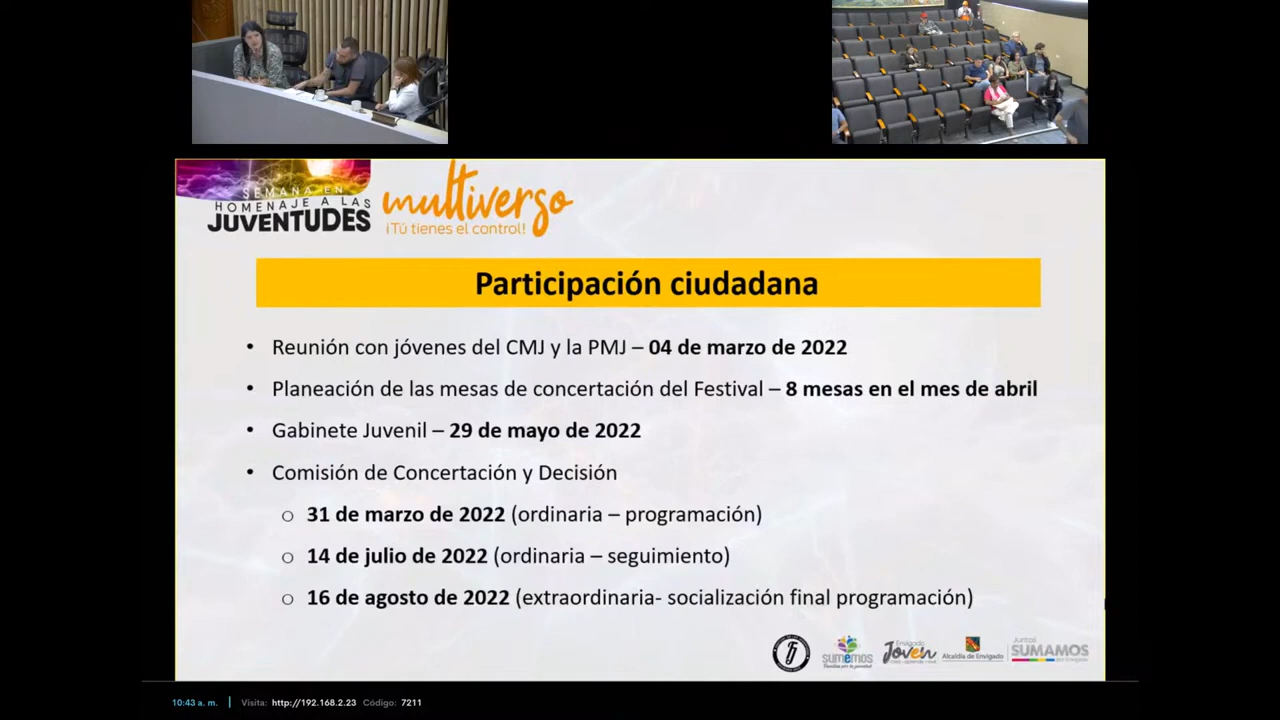 SEMANA EN
HOMENAJE A LAS
JUVENTUDES
multiverso
¡Tú tienes el control!
Participación ciudadana
• Reunión con jóvenes del CMJ y la PMJ – 04 de marzo de 2022
• Planeación de las mesas de concertación del Festival – 8 mesas en el mes de abril
• Gabinete Juvenil – 29 de mayo de 2022
• Comisión de Concertación y Decisión
o 31 de marzo de 2022 (ordinaria – programación)
o 14 de julio de 2022 (ordinaria – seguimiento)
o 16 de agosto de 2022 (extraordinaria- socialización final programación)
sumemos
Envigado
Joven
Alcaldía de Envigado
Juntos
SUMAMOS
por Envigado
10:43 a. m. | Visita: http://192.168.2.23 Código: 7211